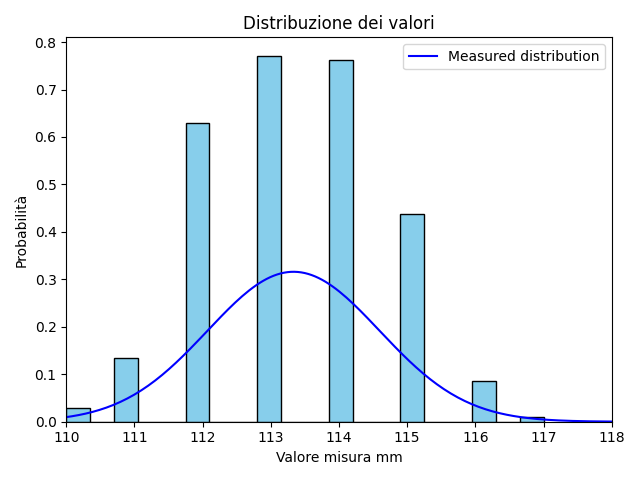 Distribuzione dei valori
Measured distribution
Probabilità
0.8
0.7
0.6
0.5
0.4
0.3
0.2
0.1
0.0
110 111 112 113 114 115 116 117 118
Valore misura mm